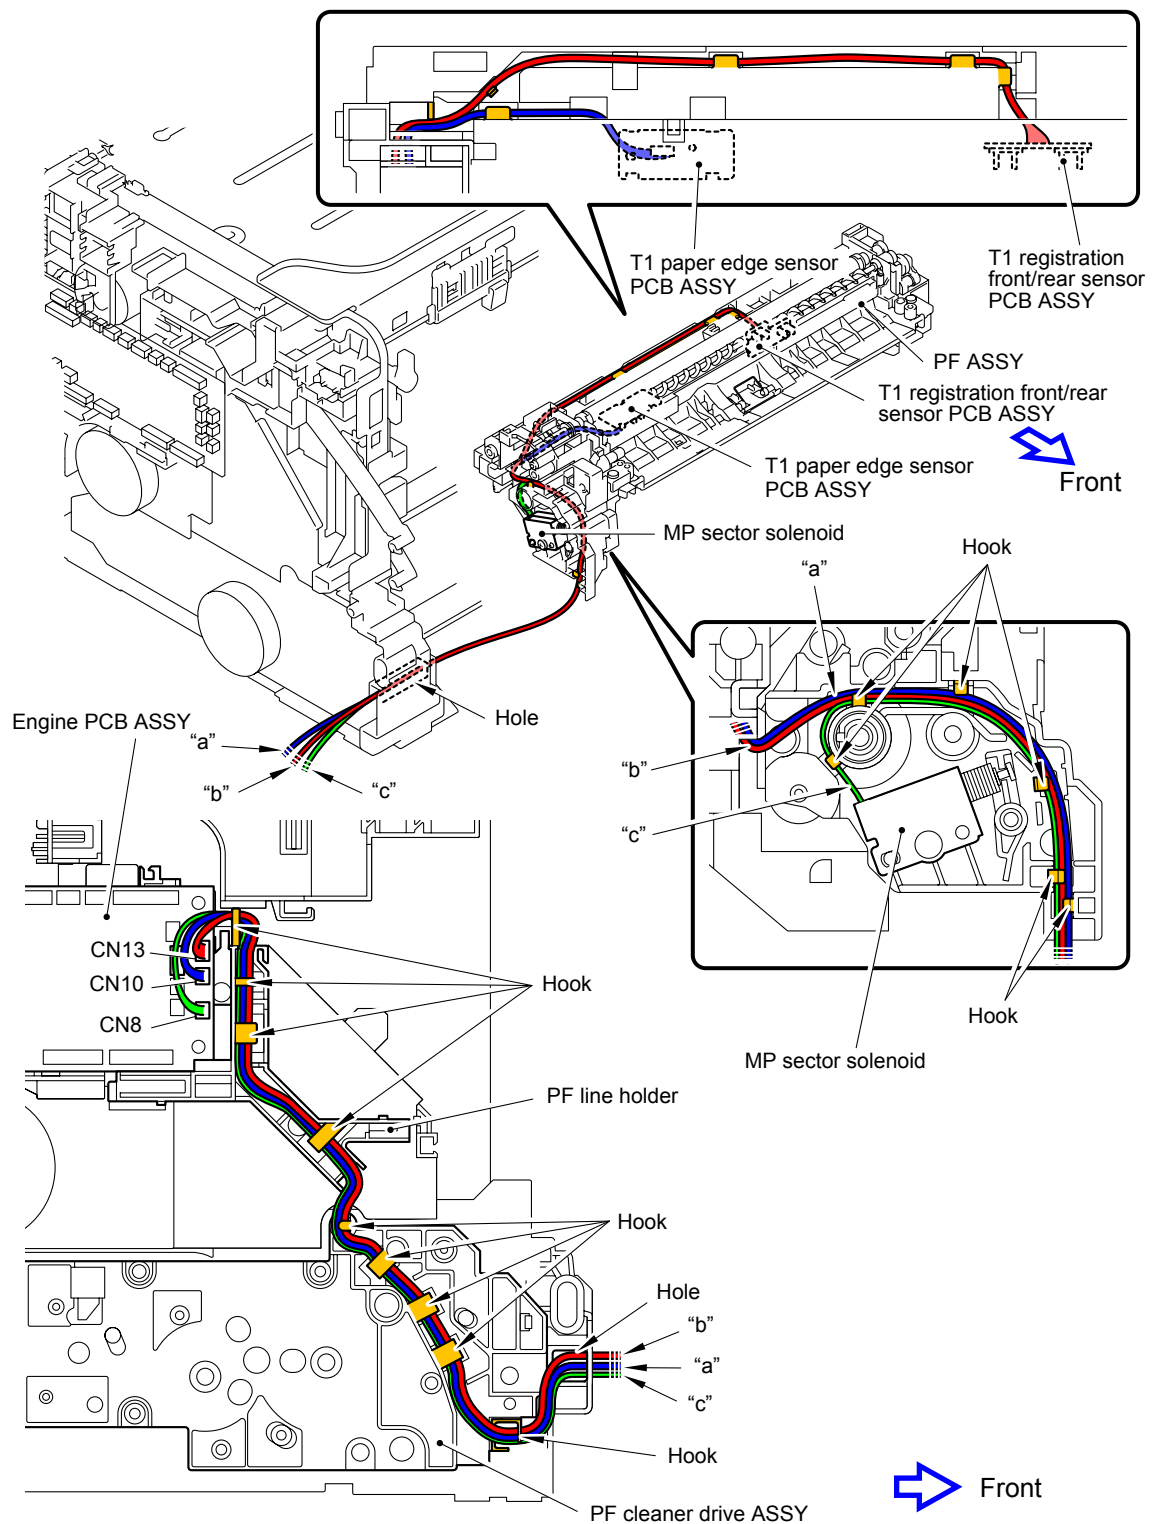 T1 paper edge sensor
PCB ASSY
T1 registration
front/rear sensor
PCB ASSY
PF ASSY
T1 registration front/rear
sensor PCB ASSY
Front
T1 paper edge sensor
PCB ASSY
MP sector solenoid
Hook
“a”
Hole
Engine PCB ASSY
“a”
“b”
“c”
“b”
“c”
CN13
CN10
CN8
Hook
Hook
MP sector solenoid
PF line holder
Hook
Hole
“b”
“a”
“c”
Hook
Front
PF cleaner drive ASSY